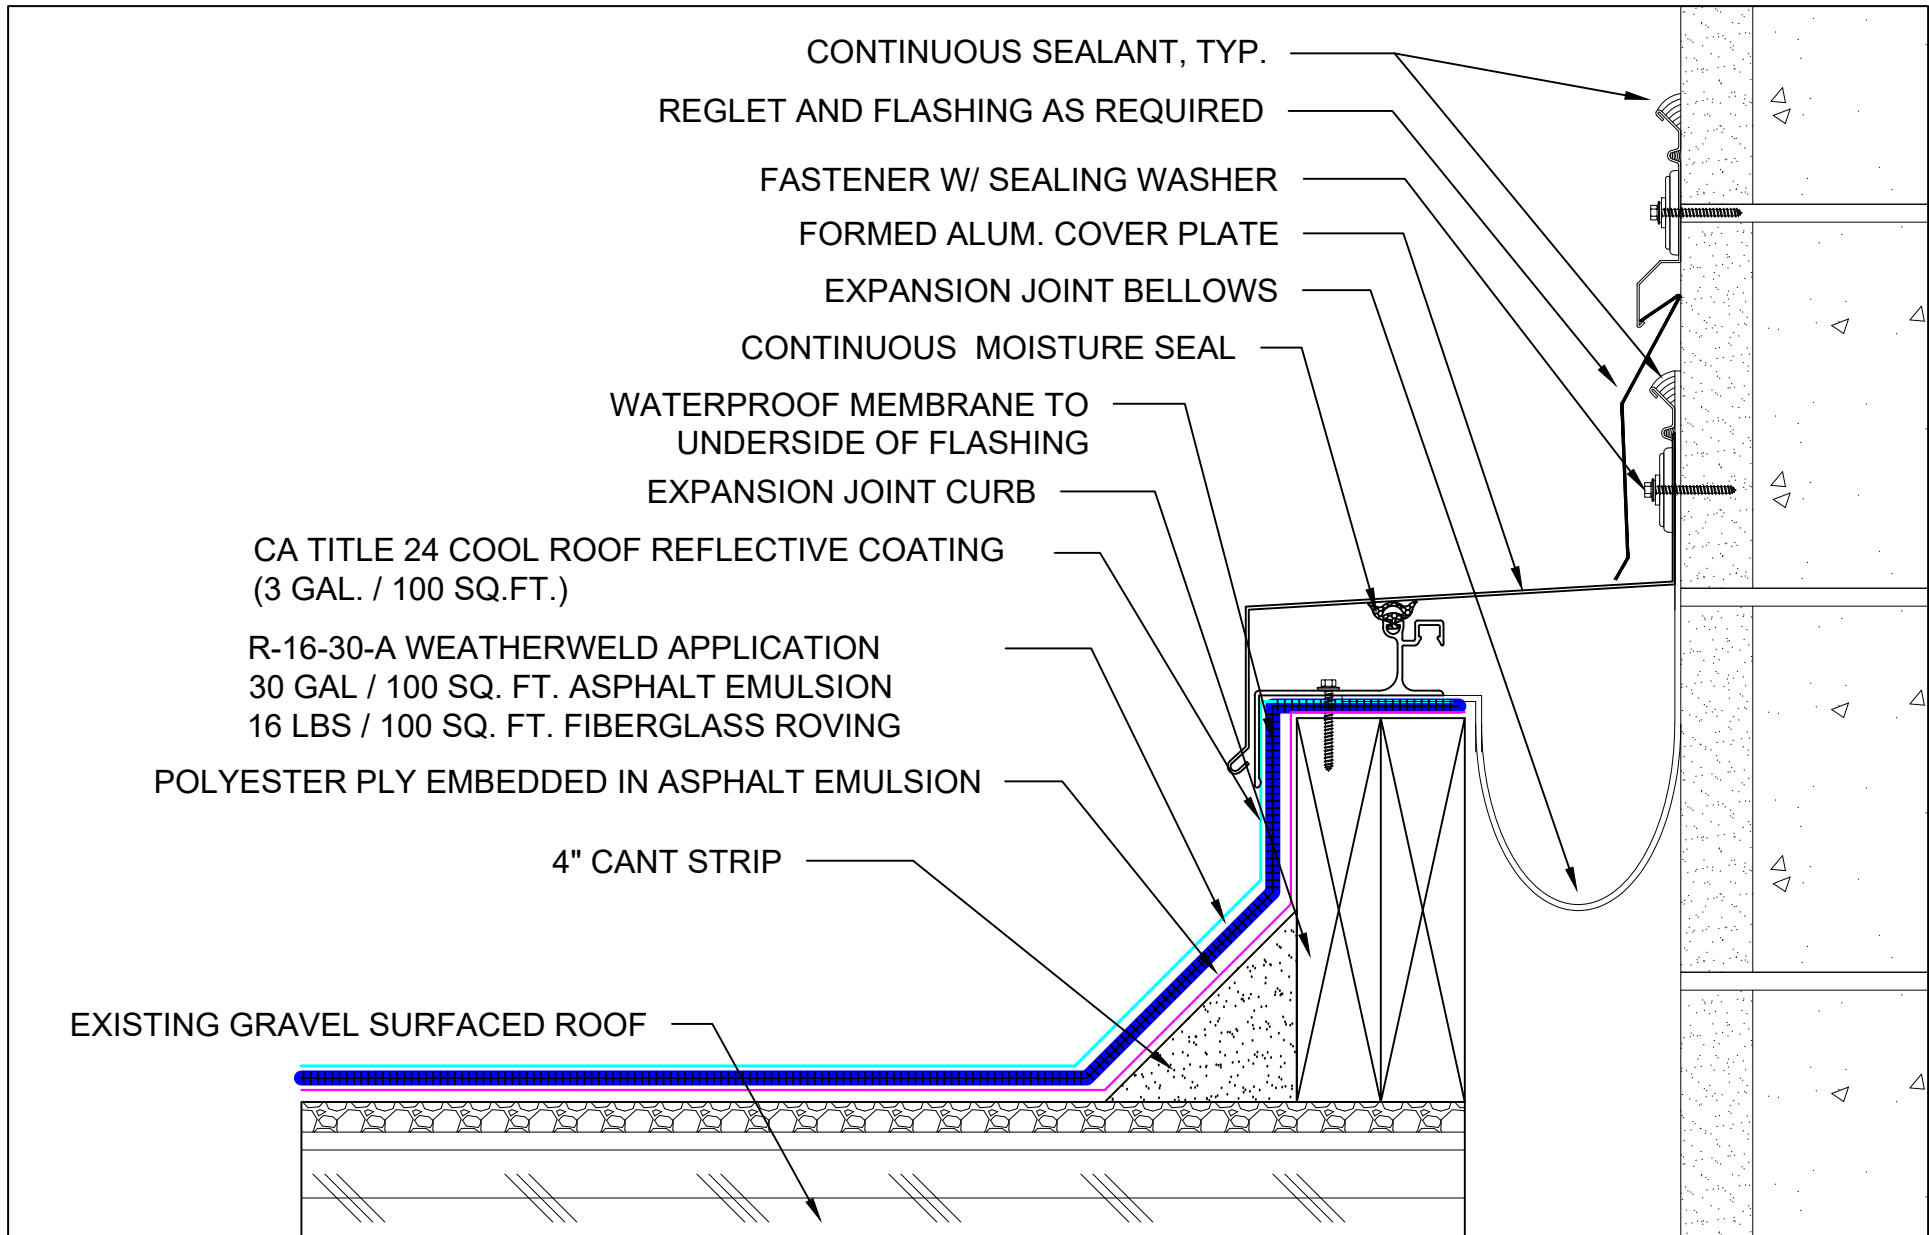 CONTINUOUS SEALANT, TYP.
REGLET AND FLASHING AS REQUIRED
FASTENER W/ SEALING WASHER
FORMED ALUM. COVER PLATE
EXPANSION JOINT BELLOWS
CONTINUOUS  MOISTURE SEAL
WATERPROOF MEMBRANE TO
UNDERSIDE OF FLASHING
EXPANSION JOINT CURB
CA TITLE 24 COOL ROOF REFLECTIVE COATING
(3 GAL. / 100 SQ.FT.)
R-16-30-A WEATHERWELD APPLICATION
30 GAL / 100 SQ. FT. ASPHALT EMULSION
16 LBS / 100 SQ. FT. FIBERGLASS ROVING
POLYESTER PLY EMBEDDED IN ASPHALT EMULSION
4" CANT STRIP
EXISTING GRAVEL SURFACED ROOF